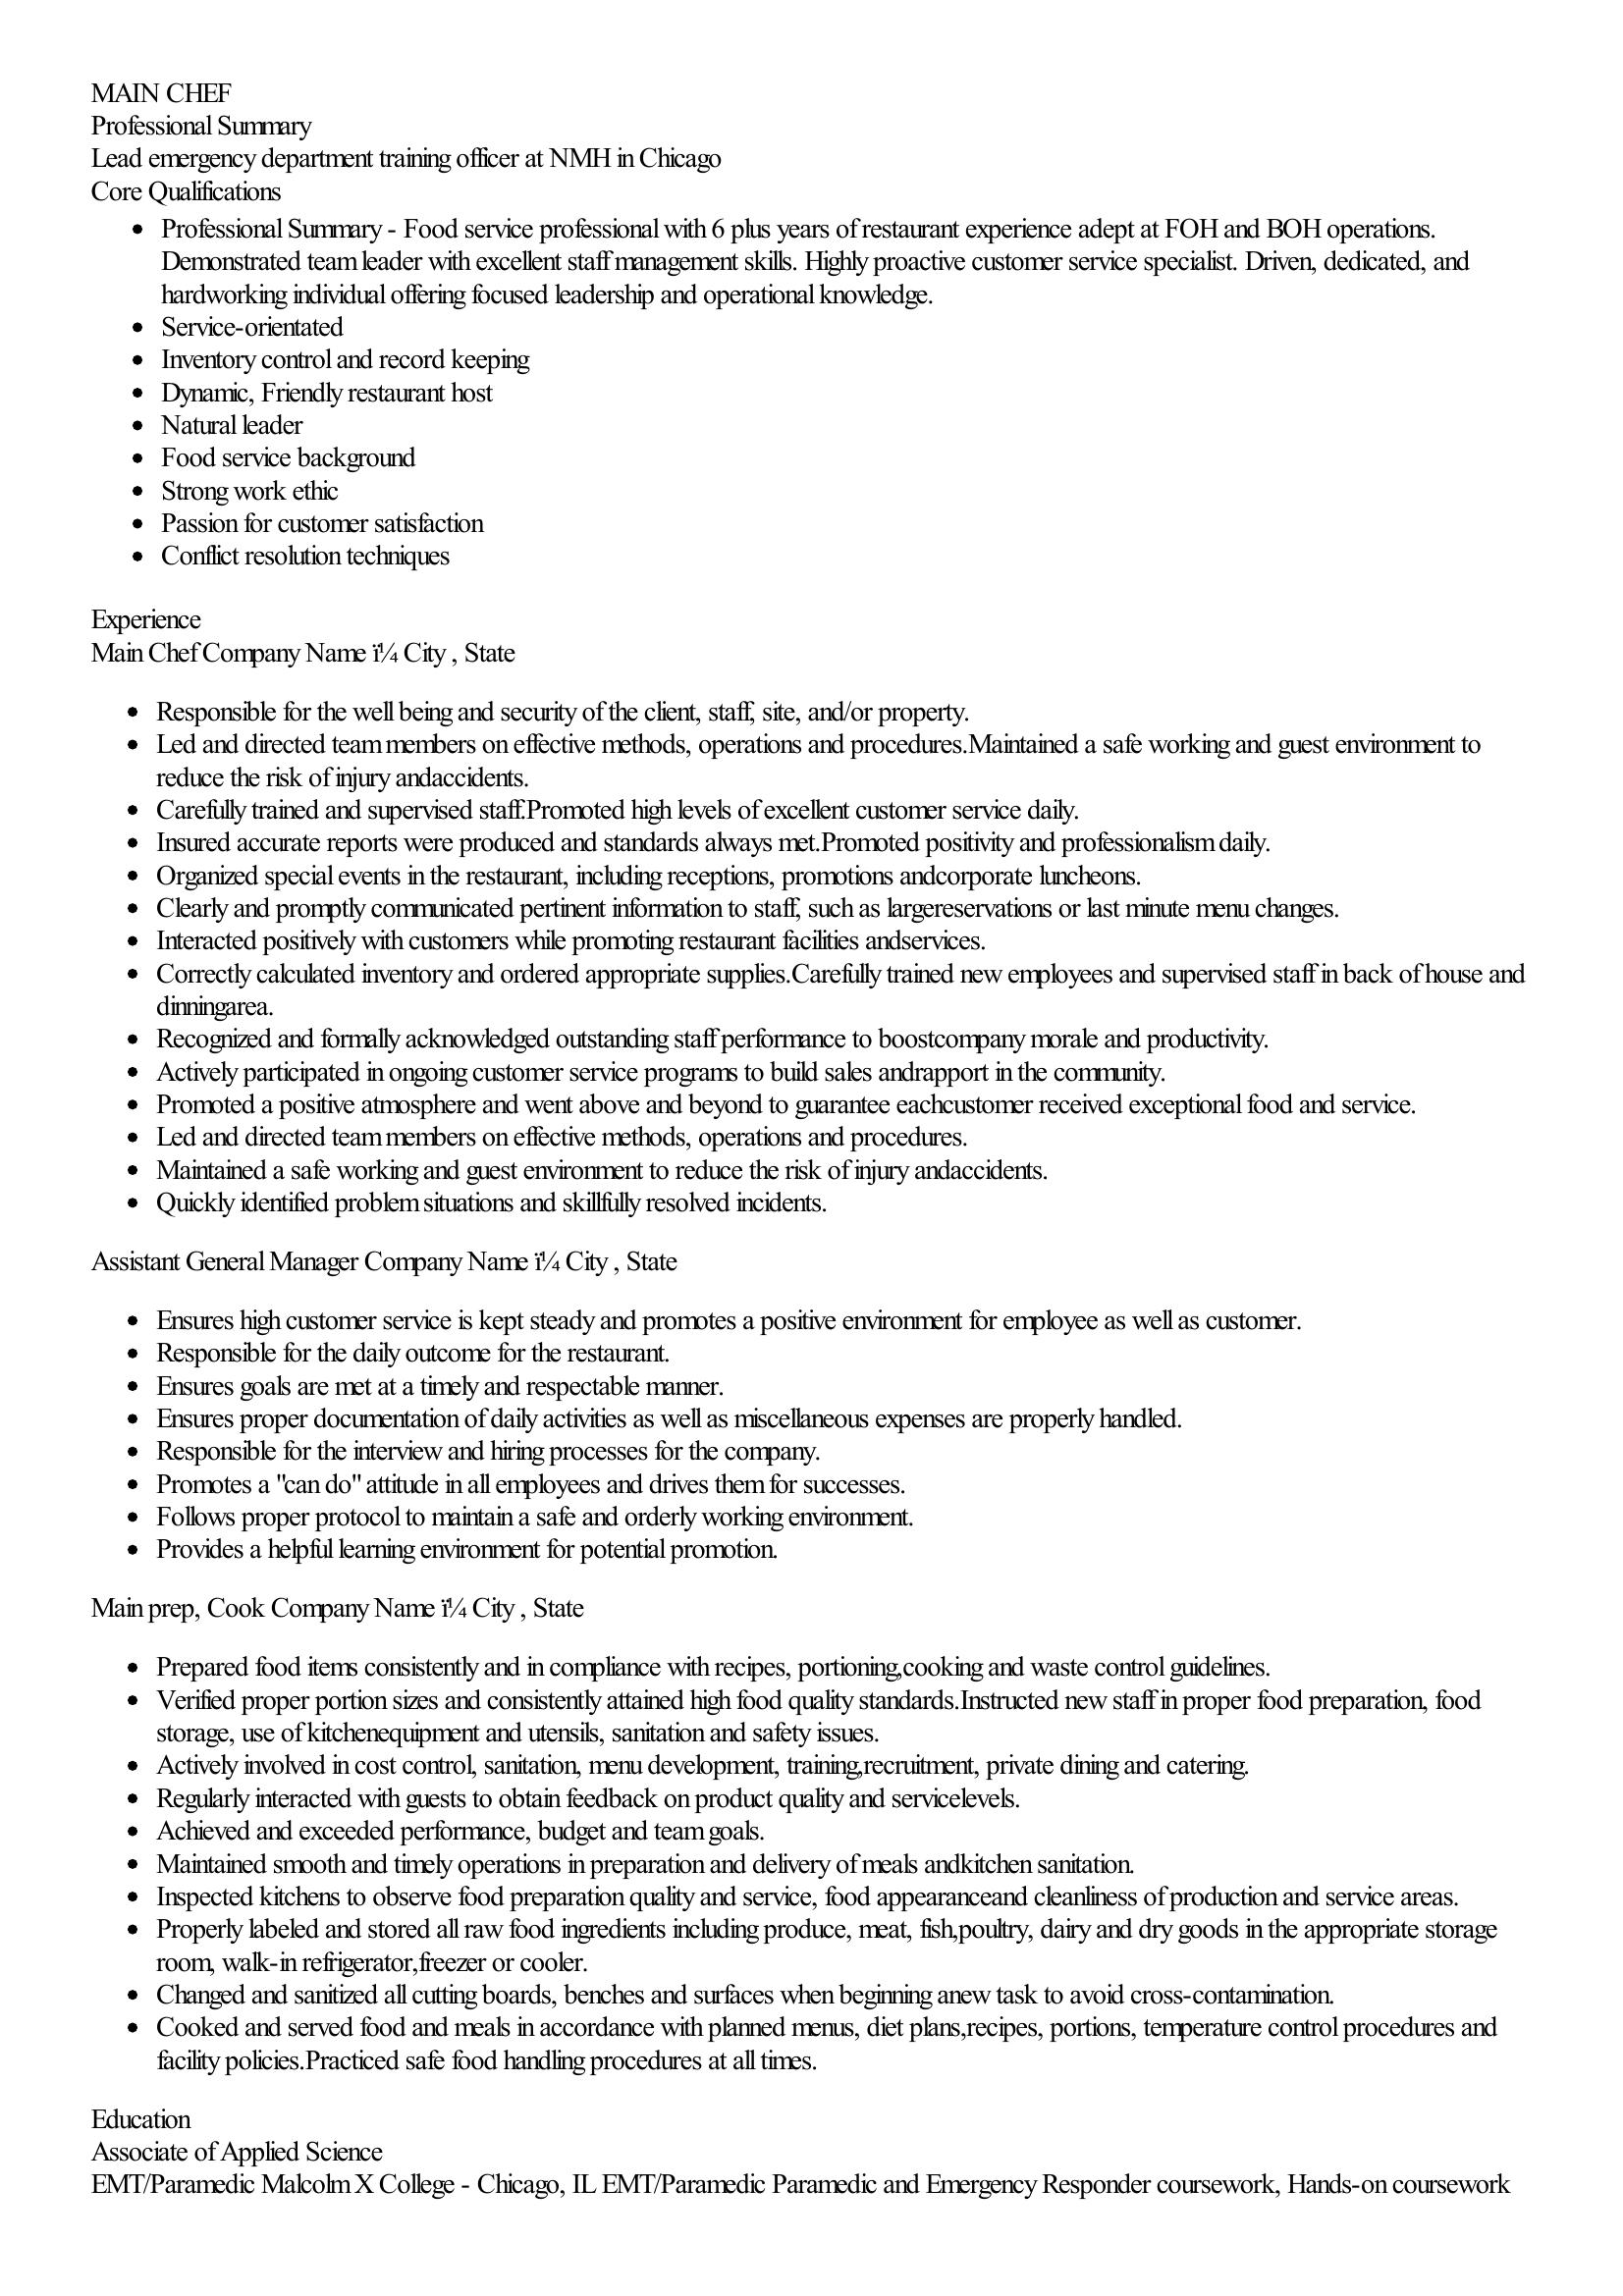 MAIN CHEF
Professional Summary
Lead emergency department training officer at NMH in Chicago
Core Qualifications
• Professional Summary - Food service professional with 6 plus years of restaurant experience adept at FOH and BOH operations.
Demonstrated team leader with excellent staff management skills. Highly proactive customer service specialist. Driven, dedicated, and
hardworking individual offering focused leadership and operational knowledge.
• Service-orientated
• Inventory control and record keeping
• Dynamic, Friendly restaurant host
• Natural leader
• Food service background
• Strong work ethic
• Passion for customer satisfaction
• Conflict resolution techniques
Experience
Main Chef Company Name ï¼ City , State
• Responsible for the well being and security of the client, staff, site, and/or property.
• Led and directed team members on effective methods, operations and procedures.Maintained a safe working and guest environment to
reduce the risk of injury andaccidents.
• Carefully trained and supervised staff.Promoted high levels of excellent customer service daily.
• Insured accurate reports were produced and standards always met.Promoted positivity and professionalism daily.
• Organized special events in the restaurant, including receptions, promotions andcorporate luncheons.
• Clearly and promptly communicated pertinent information to staff, such as largereservations or last minute menu changes.
• Interacted positively with customers while promoting restaurant facilities andservices.
• Correctly calculated inventory and ordered appropriate supplies.Carefully trained new employees and supervised staff in back of house and
dinningarea.
• Recognized and formally acknowledged outstanding staff performance to boostcompany morale and productivity.
• Actively participated in ongoing customer service programs to build sales andrapport in the community.
• Promoted a positive atmosphere and went above and beyond to guarantee eachcustomer received exceptional food and service.
• Led and directed team members on effective methods, operations and procedures.
• Maintained a safe working and guest environment to reduce the risk of injury andaccidents.
• Quickly identified problem situations and skillfully resolved incidents.
Assistant General Manager Company Name ï¼ City , State
• Ensures high customer service is kept steady and promotes a positive environment for employee as well as customer.
• Responsible for the daily outcome for the restaurant.
• Ensures goals are met at a timely and respectable manner.
• Ensures proper documentation of daily activities as well as miscellaneous expenses are properly handled.
• Responsible for the interview and hiring processes for the company.
• Promotes a "can do" attitude in all employees and drives them for successes.
• Follows proper protocol to maintain a safe and orderly working environment.
• Provides a helpful learning environment for potential promotion.
Main prep, Cook Company Name ï¼ City , State
• Prepared food items consistently and in compliance with recipes, portioning,cooking and waste control guidelines.
• Verified proper portion sizes and consistently attained high food quality standards.Instructed new staff in proper food preparation, food
storage, use of kitchenequipment and utensils, sanitation and safety issues.
• Actively involved in cost control, sanitation, menu development, training,recruitment, private dining and catering.
• Regularly interacted with guests to obtain feedback on product quality and servicelevels.
• Achieved and exceeded performance, budget and team goals.
• Maintained smooth and timely operations in preparation and delivery of meals andkitchen sanitation.
• Inspected kitchens to observe food preparation quality and service, food appearanceand cleanliness of production and service areas.
• Properly labeled and stored all raw food ingredients including produce, meat, fish,poultry, dairy and dry goods in the appropriate storage
room, walk-in refrigerator,freezer or cooler.
• Changed and sanitized all cutting boards, benches and surfaces when beginning anew task to avoid cross-contamination.
• Cooked and served food and meals in accordance with planned menus, diet plans,recipes, portions, temperature control procedures and
facility policies.Practiced safe food handling procedures at all times.
Education
Associate of Applied Science
EMT/Paramedic Malcolm X College - Chicago, IL EMT/Paramedic Paramedic and Emergency Responder coursework, Hands-on coursework